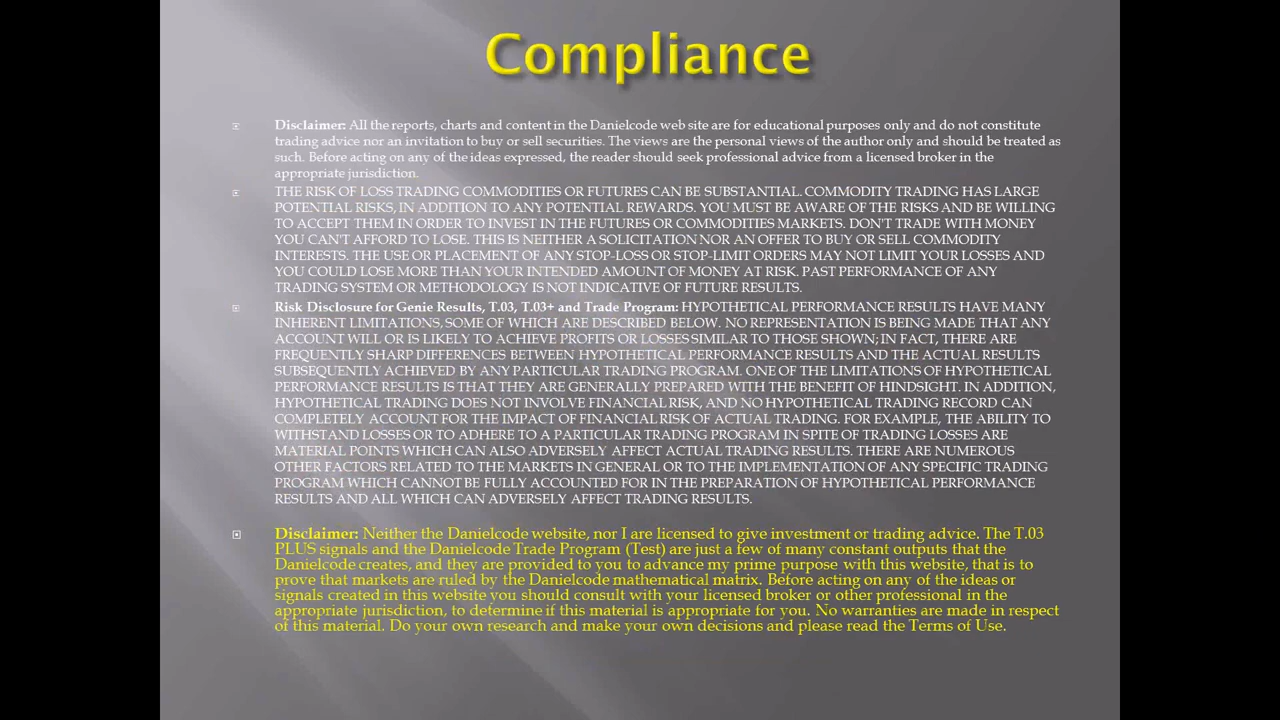 Compliance
Disclaimer: All the reports, charts and content in the Danielcode web site are for educational purposes only and do not constitute
trading advice nor an invitation to buy or sell securities. The views are the personal views of the author only and should be treated as
such. Before acting on any of the ideas expressed, the reader should seek professional advice from a licensed broker in the
appropriate jurisdiction.
THE RISK OF LOSS TRADING COMMODITIES OR FUTURES CAN BE SUBSTANTIAL. COMMODITY TRADING HAS LARGE
POTENTIAL RISKS, IN ADDITION TO ANY POTENTIAL REWARDS. YOU MUST BE AWARE OF THE RISKS AND BE WILLING
TO ACCEPT THEM IN ORDER TO INVEST IN THE FUTURES OR COMMODITIES MARKETS. DON'T TRADE WITH MONEY
YOU CAN'T AFFORD TO LOSE. THIS IS NEITHER A SOLICITATION NOR AN OFFER TO BUY OR SELL COMMODITY
INTERESTS. THE USE OR PLACEMENT OF ANY STOP-LOSS OR STOP-LIMIT ORDERS MAY NOT LIMIT YOUR LOSSES AND
YOU COULD LOSE MORE THAN YOUR INTENDED AMOUNT OF MONEY AT RISK. PAST PERFORMANCE OF ANY
TRADING SYSTEM OR METHODOLOGY IS NOT INDICATIVE OF FUTURE RESULTS.
Risk Disclosure for Genie Results, T.03, T.03+ and Trade Program: HYPOTHETICAL PERFORMANCE RESULTS HAVE MANY
INHERENT LIMITATIONS, SOME OF WHICH ARE DESCRIBED BELOW. NO REPRESENTATION IS BEING MADE THAT ANY
ACCOUNT WILL OR IS LIKELY TO ACHIEVE PROFITS OR LOSSES SIMILAR TO THOSE SHOWN; IN FACT, THERE ARE
FREQUENTLY SHARP DIFFERENCES BETWEEN HYPOTHETICAL PERFORMANCE RESULTS AND THE ACTUAL RESULTS
SUBSEQUENTLY ACHIEVED BY ANY PARTICULAR TRADING PROGRAM. ONE OF THE LIMITATIONS OF HYPOTHETICAL
PERFORMANCE RESULTS IS THAT THEY ARE GENERALLY PREPARED WITH THE BENEFIT OF HINDSIGHT. IN ADDITION,
HYPOTHETICAL TRADING DOES NOT INVOLVE FINANCIAL RISK, AND NO HYPOTHETICAL TRADING RECORD CAN
COMPLETELY ACCOUNT FOR THE IMPACT OF FINANCIAL RISK OF ACTUAL TRADING. FOR EXAMPLE, THE ABILITY TO
WITHSTAND LOSSES OR TO ADHERE TO A PARTICULAR TRADING PROGRAM IN SPITE OF TRADING LOSSES ARE
MATERIAL POINTS WHICH CAN ALSO ADVERSELY AFFECT ACTUAL TRADING RESULTS. THERE ARE NUMEROUS
OTHER FACTORS RELATED TO THE MARKETS IN GENERAL OR TO THE IMPLEMENTATION OF ANY SPECIFIC TRADING
PROGRAM WHICH CANNOT BE FULLY ACCOUNTED FOR IN THE PREPARATION OF HYPOTHETICAL PERFORMANCE
RESULTS AND ALL WHICH CAN ADVERSELY AFFECT TRADING RESULTS.
Disclaimer: Neither the Danielcode website, nor I are licensed to give investment or trading advice. The T.03
PLUS signals and the Danielcode Trade Program (Test) are just a few of many constant outputs that the
Danielcode creates, and they are provided to you to advance my prime purpose with this website, that is to
prove that markets are ruled by the Danielcode mathematical matrix. Before acting on any of the ideas or
signals created in this website you should consult with your licensed broker or other professional in the
appropriate jurisdiction, to determine if this material is appropriate for you. No warranties are made in respect
of this material. Do your own research and make your own decisions and please read the Terms of Use.